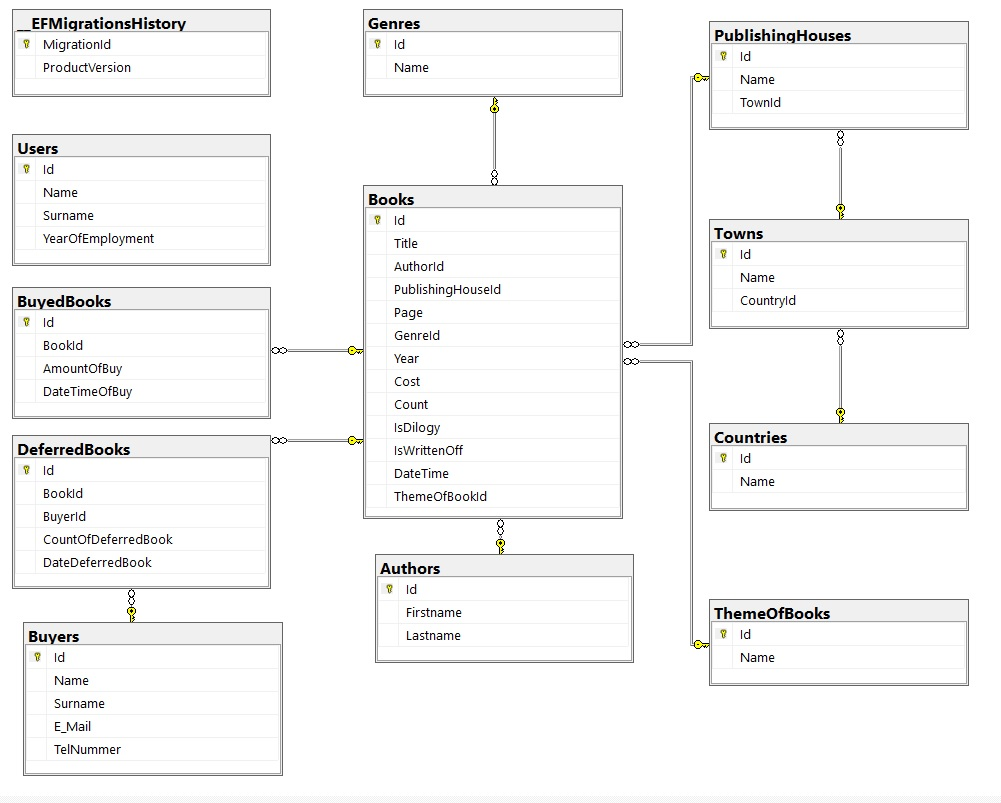 __EFMigrationsHistory
MigrationId
ProductVersion
Users
Id
Name
Surname
YearOfEmployment
BuyedBooks
Id
BookId
AmountOfBuy
DateTimeOfBuy
DeferredBooks
Id
BookId
BuyerId
CountOfDeferredBook
DateDeferredBook
Buyers
Id
Name
Surname
E_Mail
TelNummer
Genres
Id
Name
Books
Id
Title
AuthorId
PublishingHouseId
Page
GenreId
Year
Cost
Count
IsDilogy
IsWrittenOff
DateTime
ThemeOfBookId
Authors
Id
Firstname
Lastname
PublishingHouses
Id
Name
TownId
Towns
Id
Name
CountryId
Countries
Id
Name
ThemeOfBooks
Id
Name